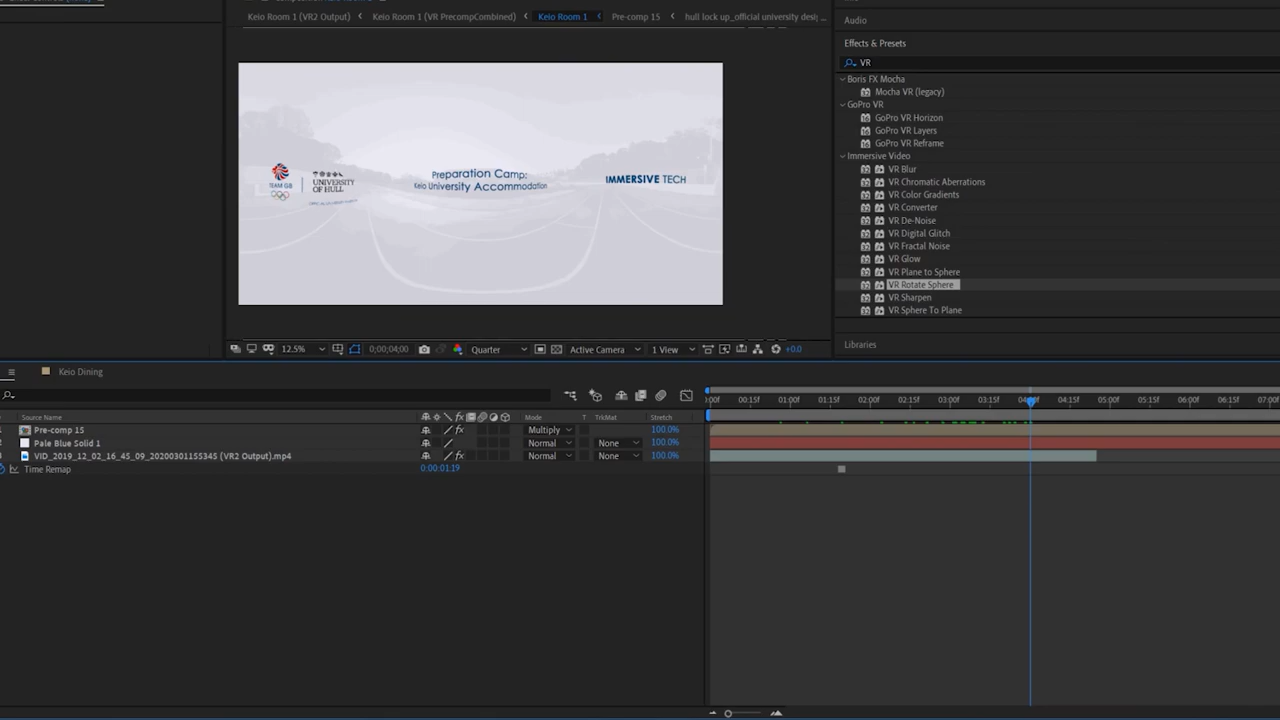 Keio Room 1 (VR2 Output)
Keio Room 1 (VR PrecompCombined)
Keio Room 1
Pre-comp 15
hull lock up_official university desig ...
TEAM GB
UNIVERSITY
OF HULL
Preparation Camp:
Keio University Accommodation
IMMERSIVE TECH
12.5%
0;00;04;00
Quarter
Active Camera
1 View
+0.0
Audio
Effects & Presets
VR
Boris FX Mocha
Mocha VR (legacy)
GoPro VR
GoPro VR Horizon
GoPro VR Layers
GoPro VR Reframe
Immersive Video
VR Blur
VR Chromatic Aberrations
VR Color Gradients
VR Converter
VR De-Noise
VR Digital Glitch
VR Fractal Noise
VR Glow
VR Plane to Sphere
VR Rotate Sphere
VR Sharpen
VR Sphere To Plane
Libraries
Keio Dining
Source Name
Mode
T
TrkMat
Stretch
:00f 00:15f 01:00f 01:15f 02:00f 02:15f 03:00f 03:15f 04:15f 05:00f 05:15f 06:00f 06:15f 07:00f
Pre-comp 15
Multiply
100.0%
2
Pale Blue Solid 1
Normal
None
100.0%
3
VID_2019_12_02_16_45_09_20200301155345 (VR2 Output).mp4
Normal
None
100.0%
Time Remap
0:00:01:19